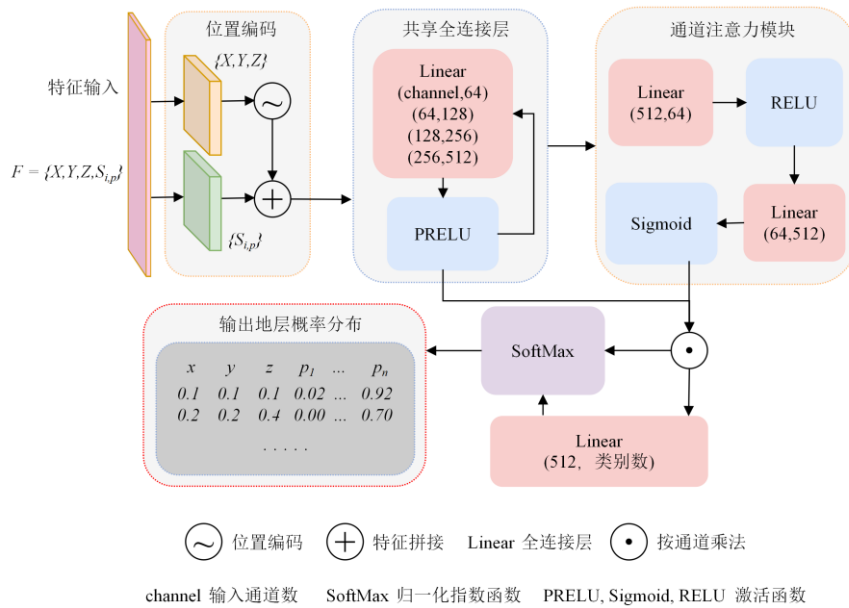 位置编码
共享全连接层
通道注意力模块
特征输入
F = {X,Y,Z,S_{i,p}}
{X,Y,Z}
~
+
{S_{i,p}}
Linear
(channel,64)
(64,128)
(128,256)
(256,512)
PRELU
Linear
(512,64)
RELU
Linear
(64,512)
Sigmoid
输出地层概率分布
x y z p_1 ... p_n
0.1 0.1 0.1 0.02 ... 0.92
0.2 0.2 0.4 0.00 ... 0.70
. . . . .
SoftMax
Linear
(512, 类别数)
~ 位置编码 + 特征拼接 Linear 全连接层 · 按通道乘法
channel 输入通道数 SoftMax 归一化指数函数 PRELU, Sigmoid, RELU 激活函数